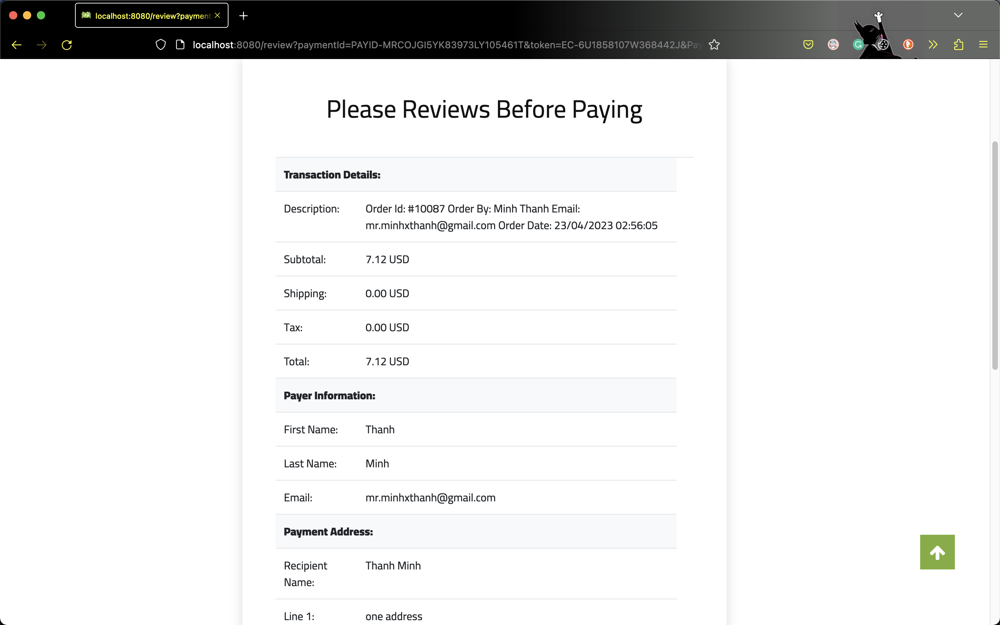 localhost:8080/review?payment
localhost:8080/review?paymentId=PAYID-MRCOJGI5YK83973LY105461T&token=EC-6U1858107W368442J&Pay
Please Reviews Before Paying
Transaction Details:
Description: Order Id: #10087 Order By: Minh Thanh Email:
mr.minhxthanh@gmail.com Order Date: 23/04/2023 02:56:05
Subtotal: 7.12 USD
Shipping: 0.00 USD
Tax: 0.00 USD
Total: 7.12 USD
Payer Information:
First Name: Thanh
Last Name: Minh
Email: mr.minhxthanh@gmail.com
Payment Address:
Recipient Thanh Minh
Name:
Line 1: one address